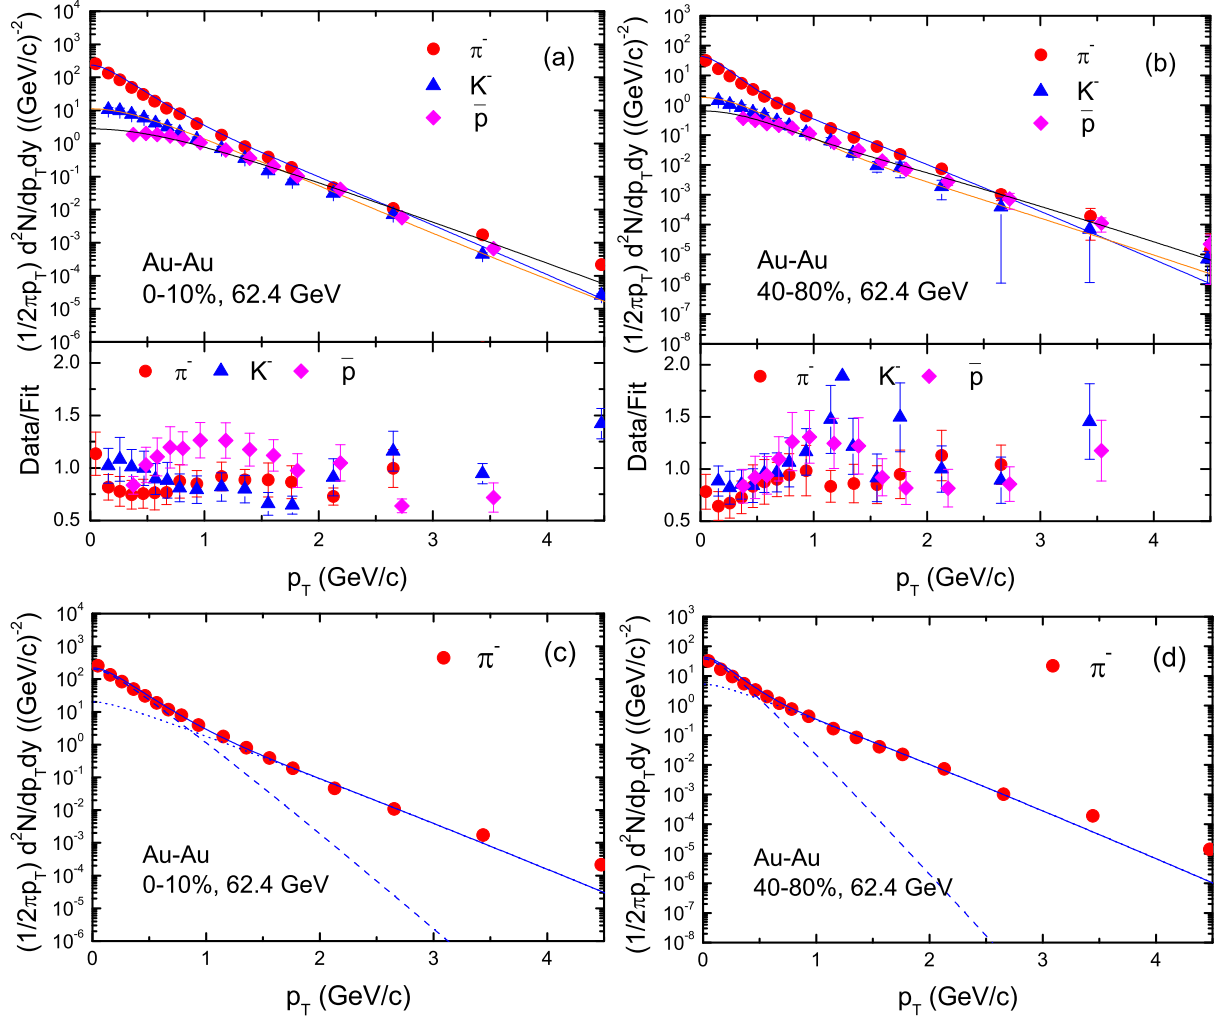 (1/2πp_T) d²N/dp_Tdy ((GeV/c)⁻²)
10⁴
10³
10²
10¹
10⁰
10⁻¹
10⁻²
10⁻³
10⁻⁴
10⁻⁵
10⁻⁶
π⁻
K⁻
p̅
(a)
Au-Au
0-10%, 62.4 GeV
Data/Fit
2.0
1.5
1.0
0.5
π⁻ K⁻ p̅
0 1 2 3 4
p_T (GeV/c)
(1/2πp_T) d²N/dp_Tdy ((GeV/c)⁻²)
10³
10²
10¹
10⁰
10⁻¹
10⁻²
10⁻³
10⁻⁴
10⁻⁵
10⁻⁶
10⁻⁷
10⁻⁸
π⁻
K⁻
p̅
(b)
Au-Au
40-80%, 62.4 GeV
Data/Fit
2.0
1.5
1.0
0.5
π⁻ K⁻ p̅
0 1 2 3 4
p_T (GeV/c)
(1/2πp_T) d²N/dp_Tdy ((GeV/c)⁻²)
10⁴
10³
10²
10¹
10⁰
10⁻¹
10⁻²
10⁻³
10⁻⁴
10⁻⁵
10⁻⁶
π⁻
(c)
Au-Au
0-10%, 62.4 GeV
0 1 2 3 4
p_T (GeV/c)
(1/2πp_T) d²N/dp_Tdy ((GeV/c)⁻²)
10³
10²
10¹
10⁰
10⁻¹
10⁻²
10⁻³
10⁻⁴
10⁻⁵
10⁻⁶
10⁻⁷
10⁻⁸
π⁻
(d)
Au-Au
40-80%, 62.4 GeV
0 1 2 3 4
p_T (GeV/c)